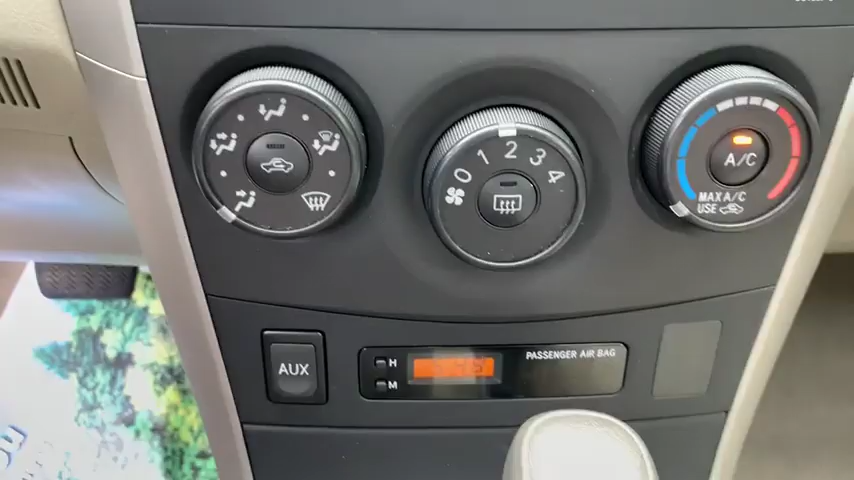 0 1 2 3 4
A/C
MAX A/C
USE
AUX
H
M
PASSENGER AIR BAG